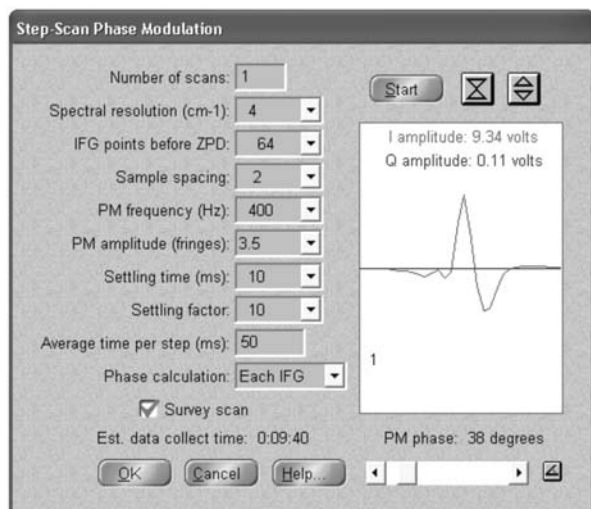 Step-Scan Phase Modulation
Number of scans: 1
Spectral resolution (cm-1): 4
IFG points before ZPD: 64
Sample spacing: 2
PM frequency (Hz): 400
PM amplitude (fringes): 3.5
Settling time (ms): 10
Settling factor: 10
Average time per step (ms): 50
Phase calculation: Each IFG
Survey scan
Est. data collect time: 0:09:40
OK Cancel Help...
Start
I amplitude: 9.34 volts
Q amplitude: 0.11 volts
1
PM phase: 38 degrees